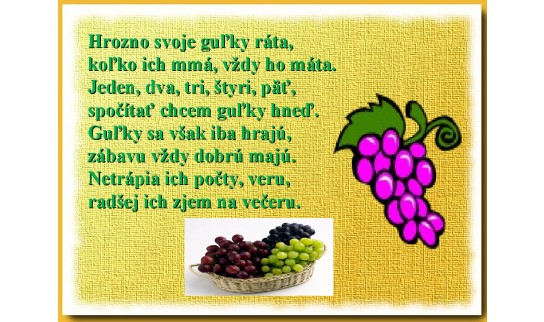 Hrozno svoje guľky ráta,
koľko ich mmá, vždy ho máta.
Jeden, dva, tri, štyri, päť,
spočítať chcem guľky hneď.
Guľky sa však iba hrajú,
zábavu vždy dobrú majú.
Netrápia ich počty, veru,
radšej ich zjem na večeru.